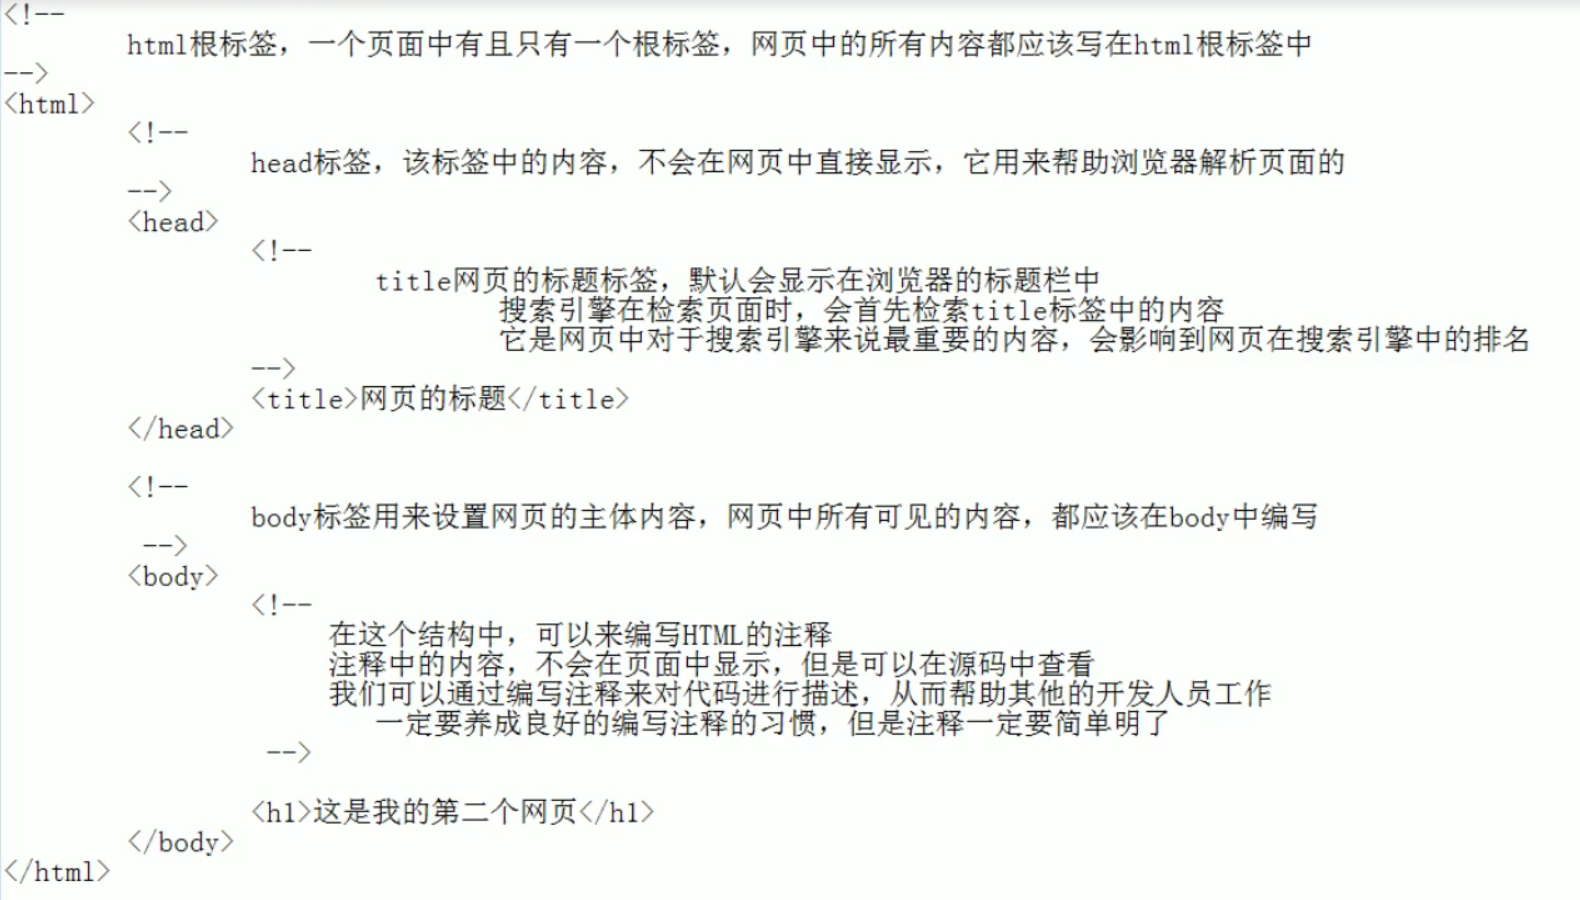 <!--
html根标签，一个页面中有且只有一个根标签，网页中的所有内容都应该写在html根标签中
-->
<html>
<!--
head标签，该标签中的内容，不会在网页中直接显示，它用来帮助浏览器解析页面的
-->
<head>
<!--
title网页的标题标签，默认会显示在浏览器的标题栏中
搜索引擎在检索页面时，会首先检索title标签中的内容
它是网页中对于搜索引擎来说最重要的内容，会影响到网页在搜索引擎中的排名
-->
<title>网页的标题</title>
</head>
<!--
body标签用来设置网页的主体内容，网页中所有可见的内容，都应该在body中编写
-->
<body>
<!--
在这个结构中，可以来编写HTML的注释
注释中的内容，不会在页面中显示，但是可以在源码中查看
我们可以通过编写注释来对代码进行描述，从而帮助其他的开发人员工作
一定要养成良好的编写注释的习惯，但是注释一定要简单明了
-->
<h1>这是我的第二个网页</h1>
</body>
</html>